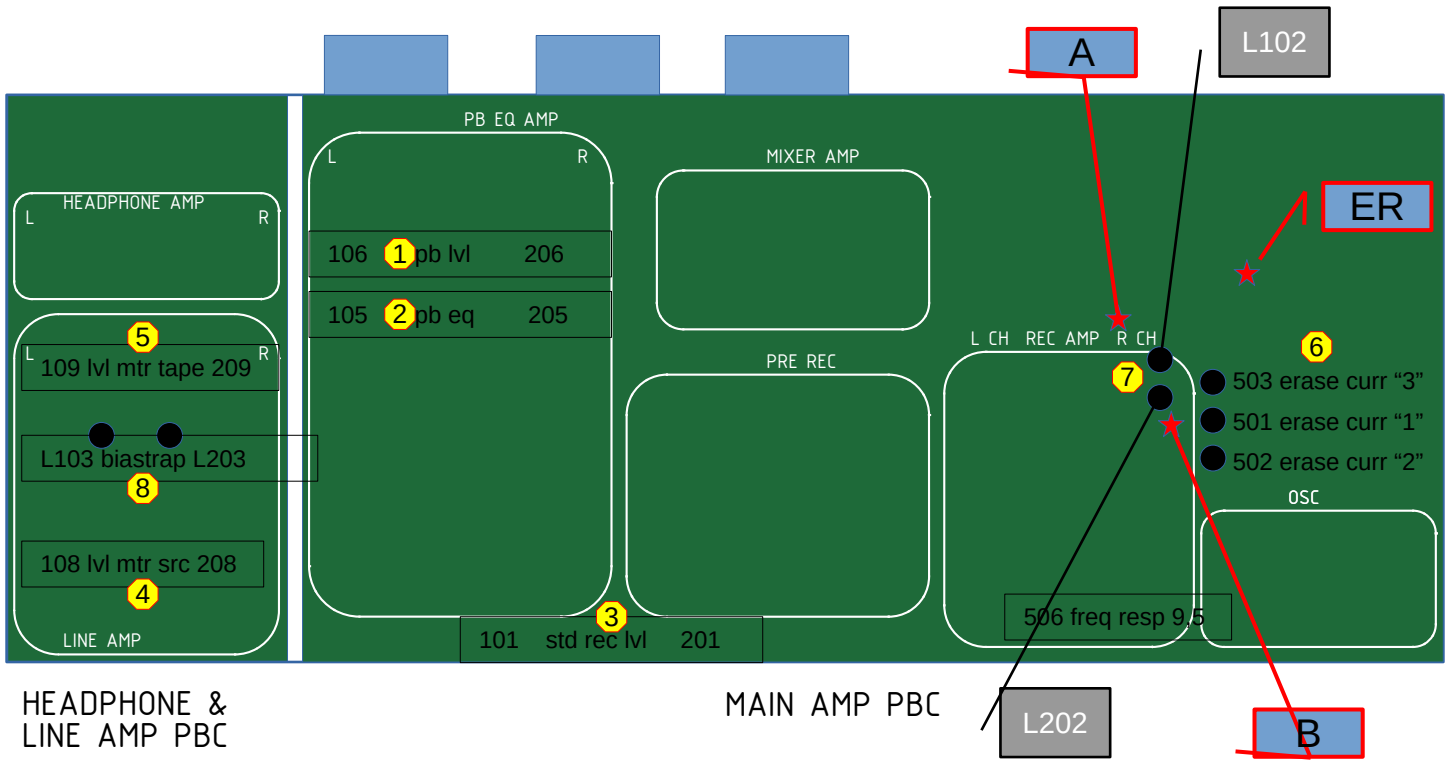 A
L102
PB EQ AMP
L R
MIXER AMP
HEADPHONE AMP
L R
ER
106 1 pb lvl 206
105 2 pb eq 205
5
L R
109 lvl mtr tape 209
L CH REC AMP R CH
6
PRE REC
7
503 erase curr “3”
501 erase curr “1”
L103 biastrap L203
502 erase curr “2”
8
OSC
108 lvl mtr src 208
4
3
506 freq resp 9,5
LINE AMP
101 std rec lvl 201
HEADPHONE &
LINE AMP PBC
MAIN AMP PBC
L202
B